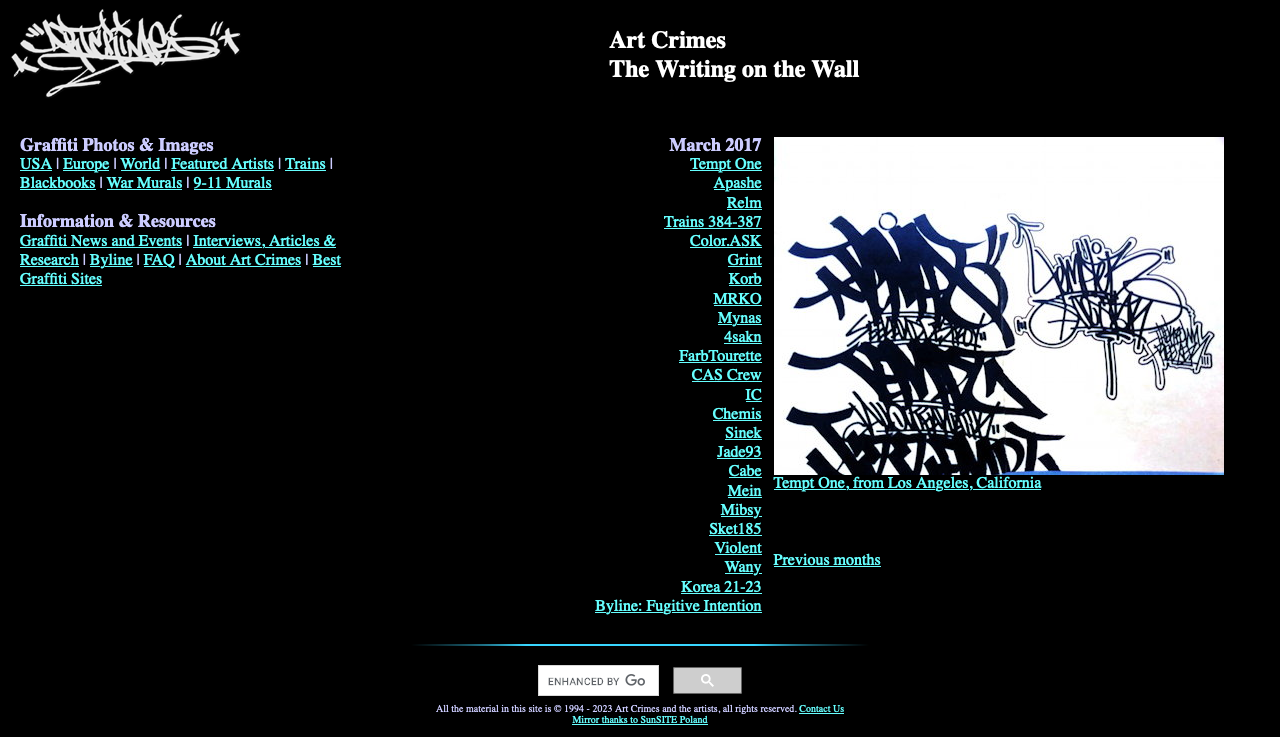 Art Crimes
The Writing on the Wall
Graffiti Photos & Images
USA | Europe | World | Featured Artists | Trains |
Blackbooks | War Murals | 9-11 Murals
Information & Resources
Graffiti News and Events | Interviews, Articles &
Research | Byline | FAQ | About Art Crimes | Best
Graffiti Sites
March 2017
Tempt One
Apashe
Relm
Trains 384-387
Color.ASK
Grint
Korb
MRKO
Mynas
4sakn
FarbTourette
CAS Crew
IC
Chemis
Sinek
Jade93
Cabe
Mein
Mibsy
Sket185
Violent
Wany
Korea 21-23
Byline: Fugitive Intention
Tempt One, from Los Angeles, California
Previous months
ENHANCED BY Go
All the material in this site is © 1994 - 2023 Art Crimes and the artists, all rights reserved. Contact Us
Mirror thanks to SunSITE Poland